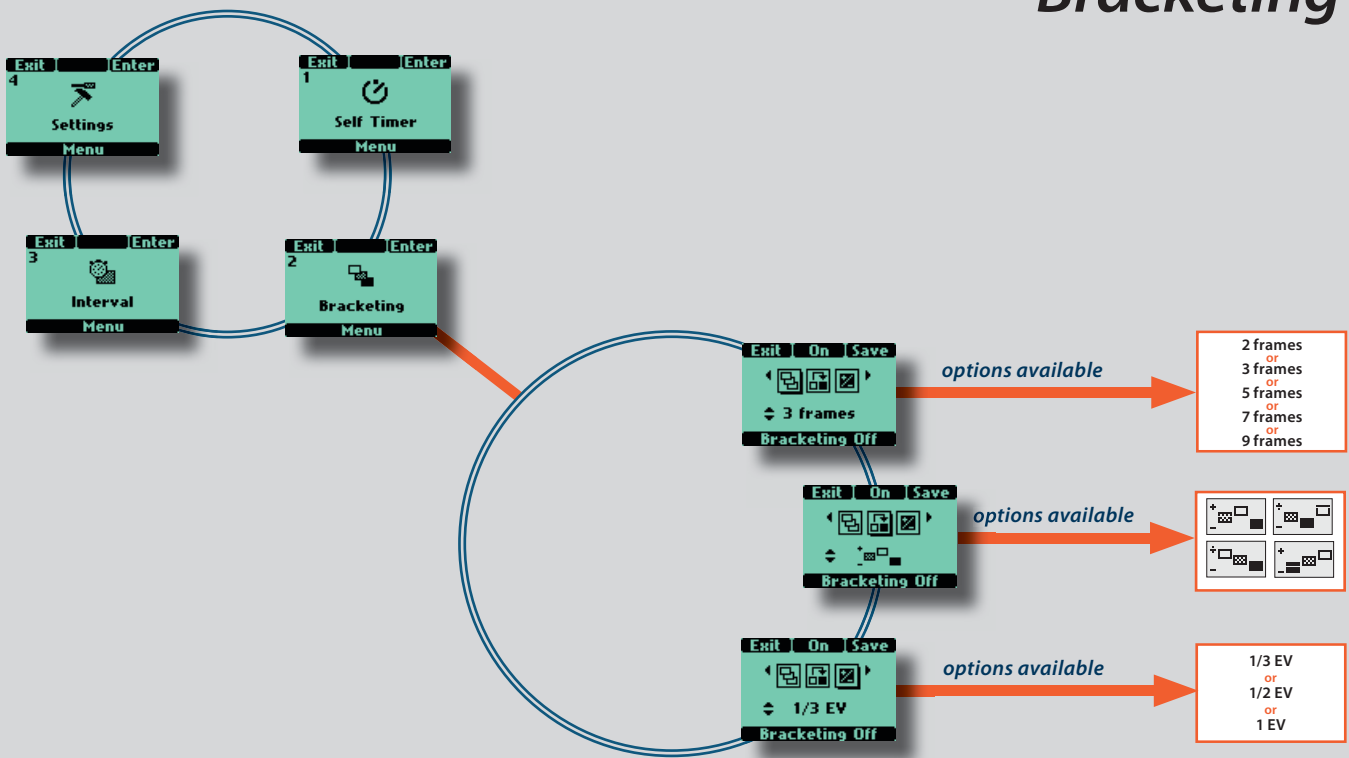 Bracketing
Exit Enter
4
Settings
Menu
Exit Enter
1
Self Timer
Menu
Exit Enter
3
Interval
Menu
Exit Enter
2
Bracketing
Menu
Exit On Save
3 frames
Bracketing Off
options available
2 frames
or
3 frames
or
5 frames
or
7 frames
or
9 frames
Exit On Save
+
-
Bracketing Off
options available
+
-
+
-
+
-
+
-
Exit On Save
1/3 EV
Bracketing Off
options available
1/3 EV
or
1/2 EV
or
1 EV